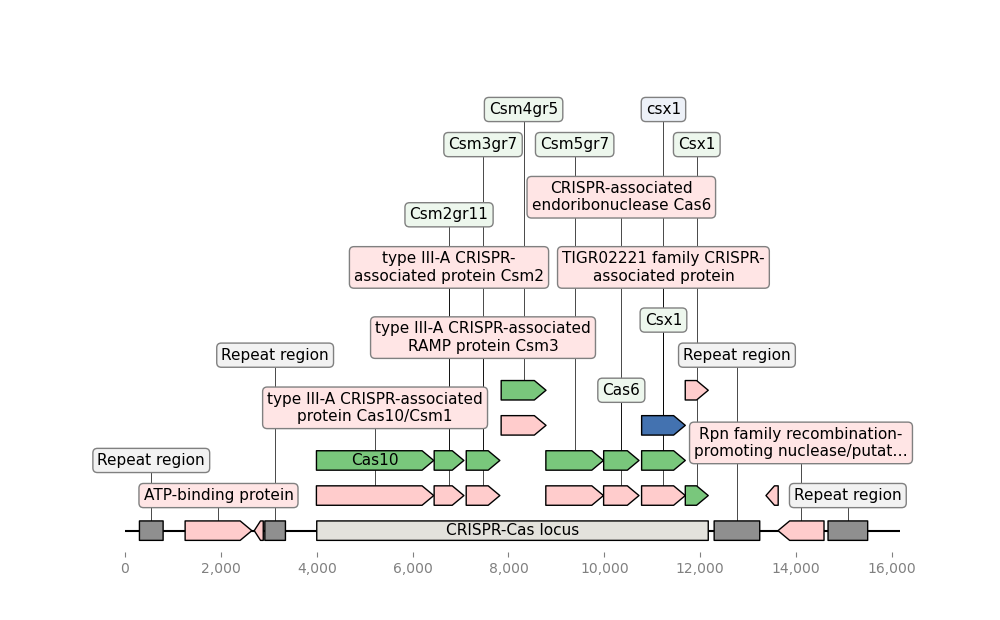 Csm4gr5
csx1
Csm3gr7
Csm5gr7
Csx1
CRISPR-associated
endoribonuclease Cas6
Csm2gr11
type III-A CRISPR-
associated protein Csm2
TIGR02221 family CRISPR-
associated protein
Csx1
type III-A CRISPR-associated
RAMP protein Csm3
Repeat region
Repeat region
Cas6
type III-A CRISPR-associated
protein Cas10/Csm1
Rpn family recombination-
promoting nuclease/putat...
Repeat region
Cas10
ATP-binding protein
Repeat region
CRISPR-Cas locus
0
2,000
4,000
6,000
8,000
10,000
12,000
14,000
16,000